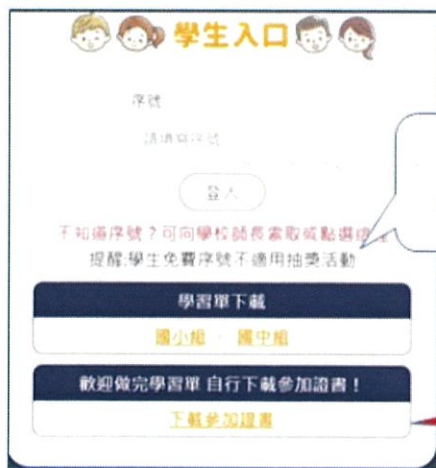 學生入口
序號
請填寫序號
登入
不知道序號？可向學校師長索取或點選這裡
提醒:學生免費序號不適用抽獎活動
學習單下載
國小組 · 國中組
歡迎做完學習單 自行下載參加證書！
下載參加證書